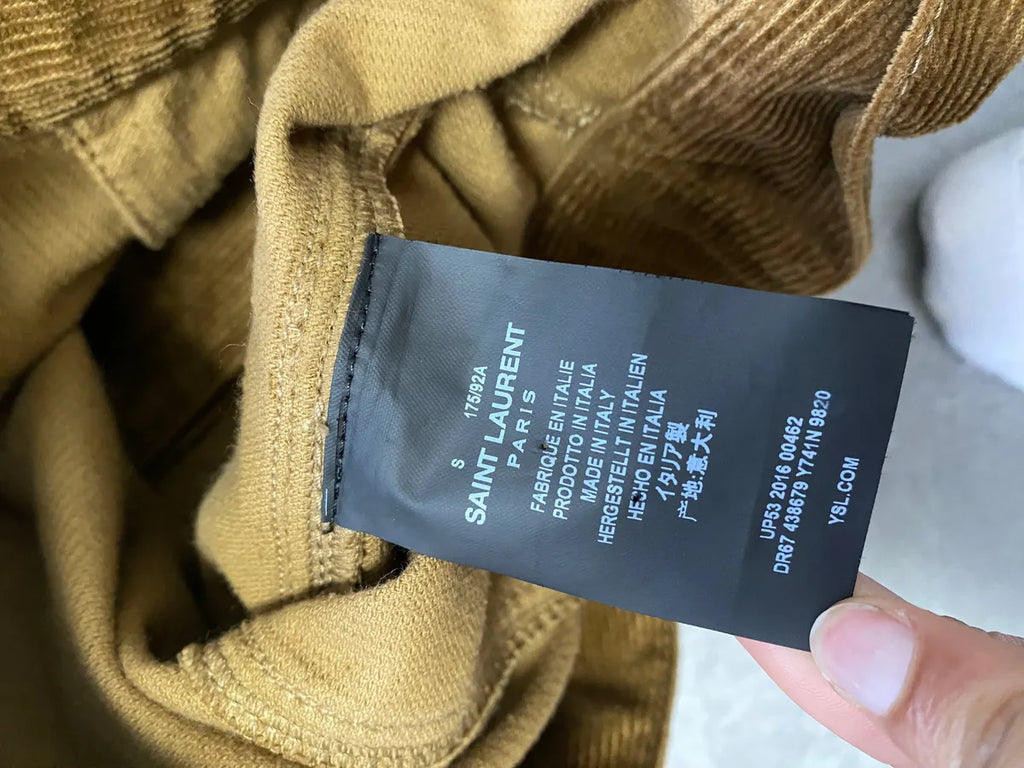 S 175/92A
SAINT LAURENT
PARIS
FABRIQUÉ EN ITALIE
PRODOTTO IN ITALIA
MADE IN ITALY
HERGESTELLT IN ITALIEN
HECHO EN ITALIA
イタリア製
产地:意大利
UP53 2016 00462
DR67 438679 Y741N 9820
YSL.COM